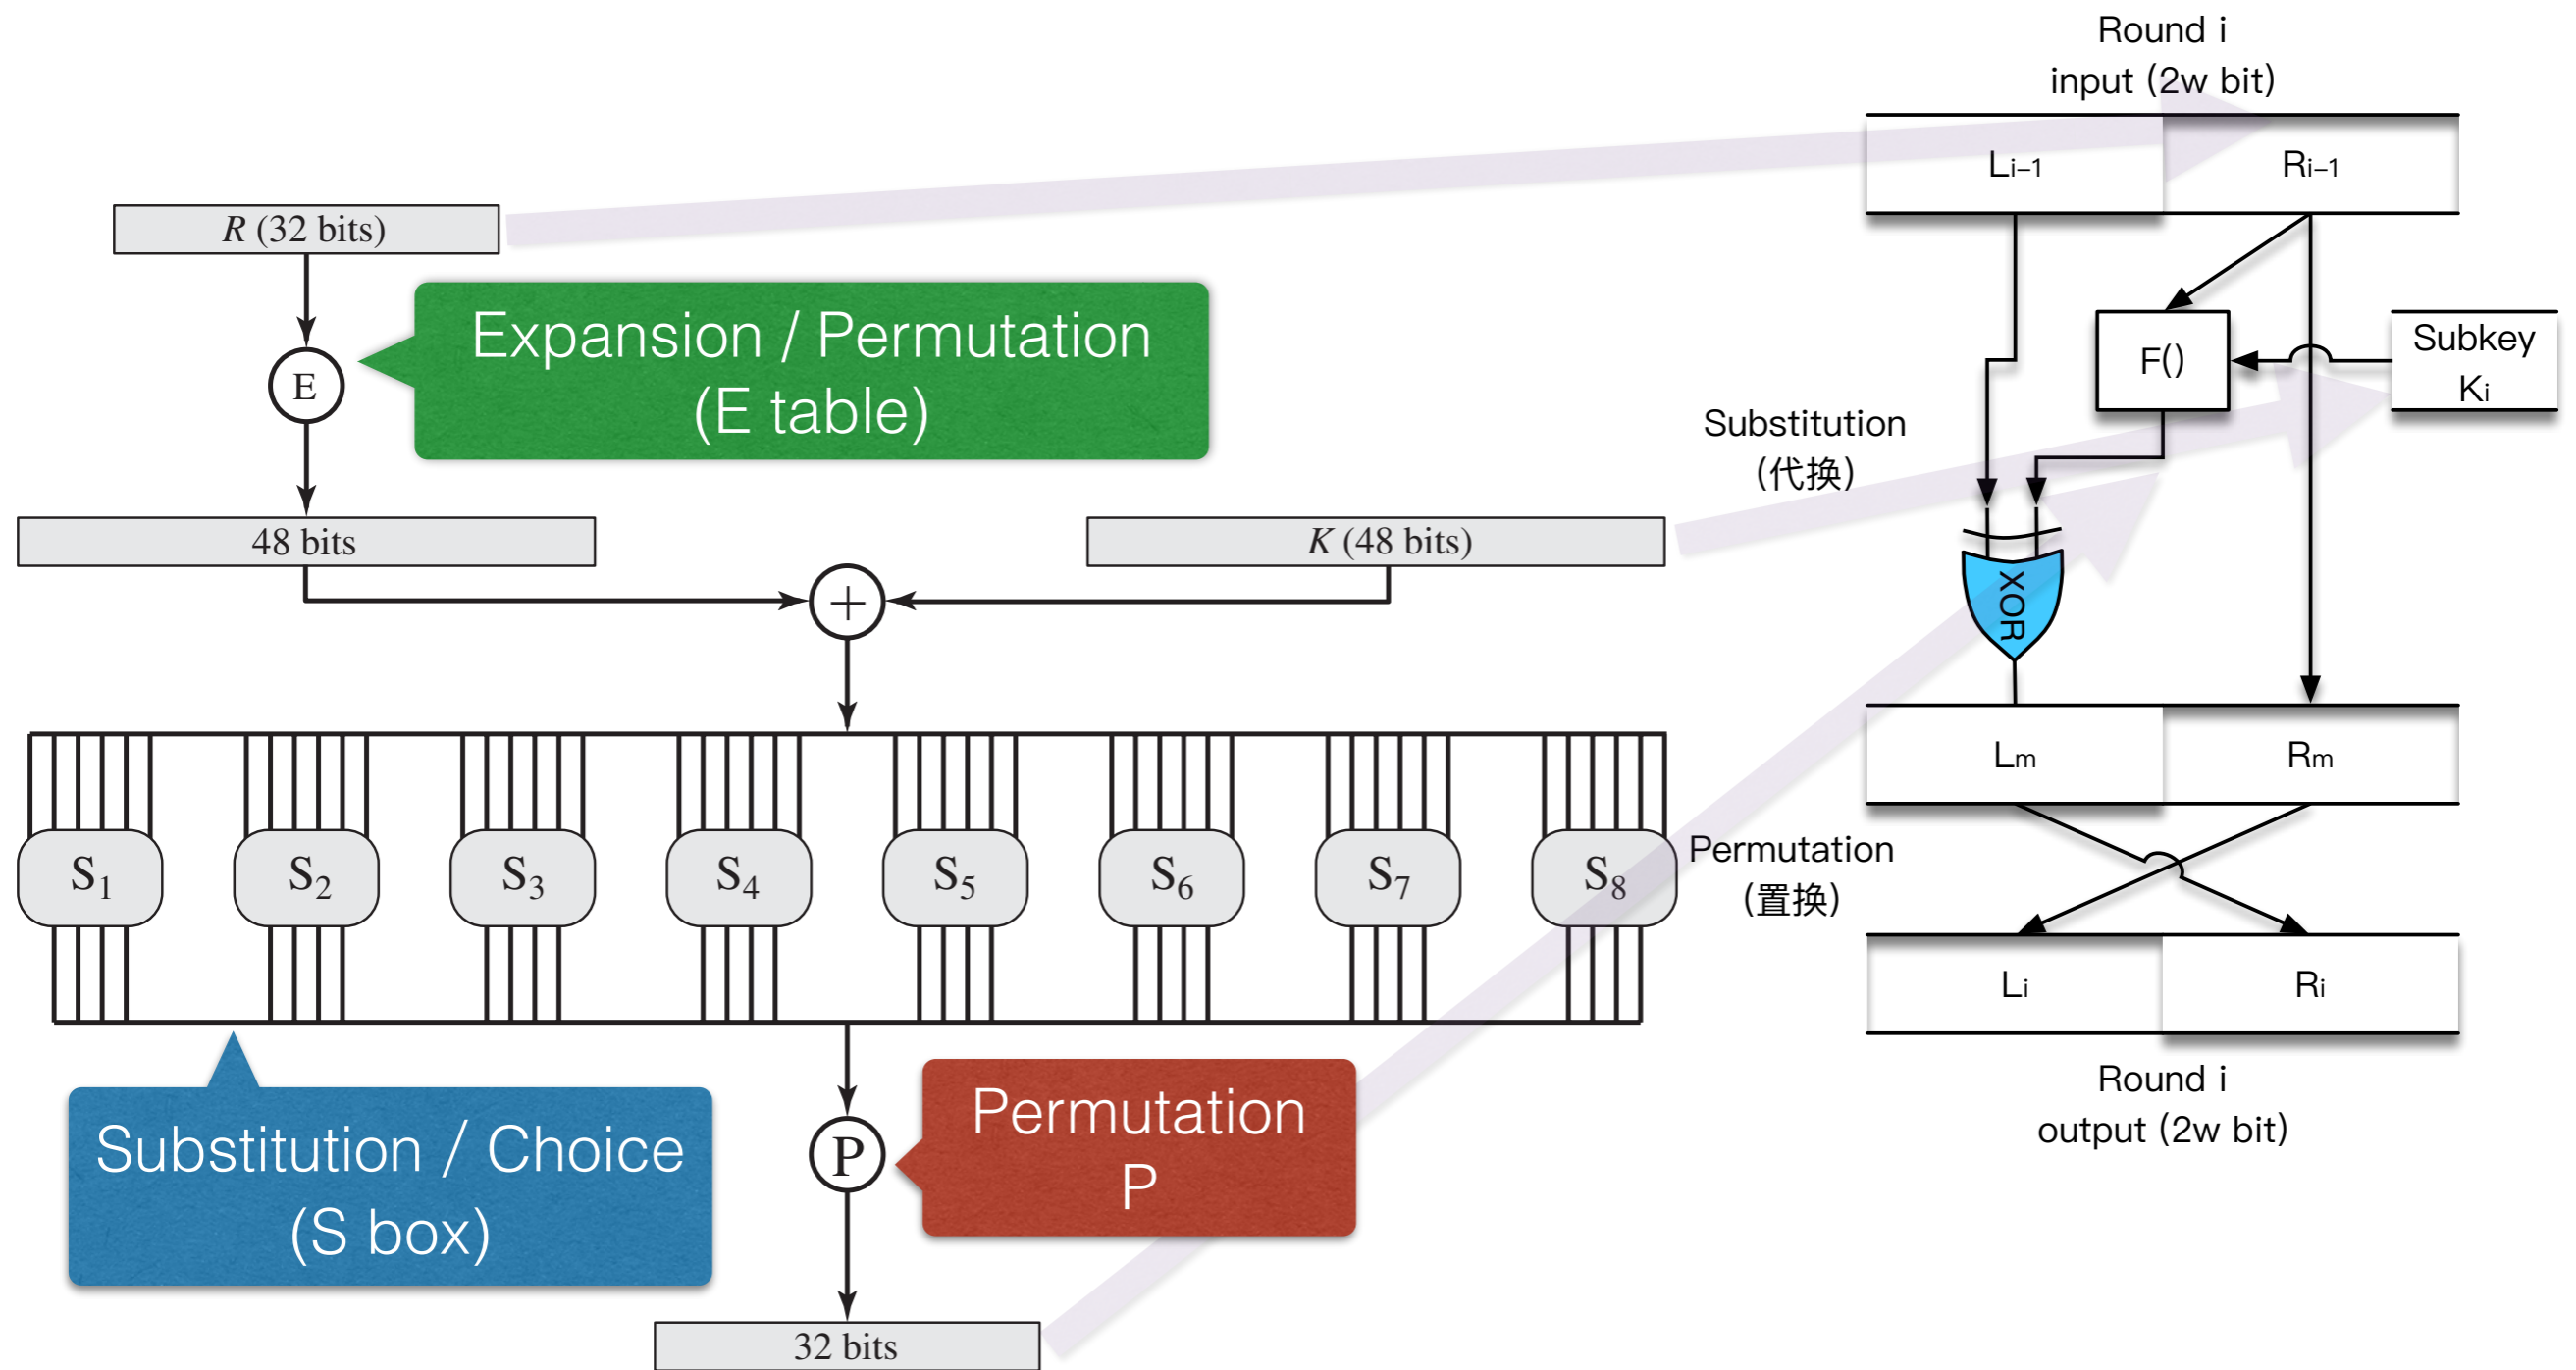 R (32 bits)
E
Expansion / Permutation
(E table)
48 bits
K (48 bits)
+
S1
S2
S3
S4
S5
S6
S7
S8
Substitution / Choice
(S box)
P
Permutation
P
32 bits
Round i
input (2w bit)
Li-1
Ri-1
F()
Subkey
Ki
Substitution
(代换)
XOR
Lm
Rm
Permutation
(置换)
Li
Ri
Round i
output (2w bit)